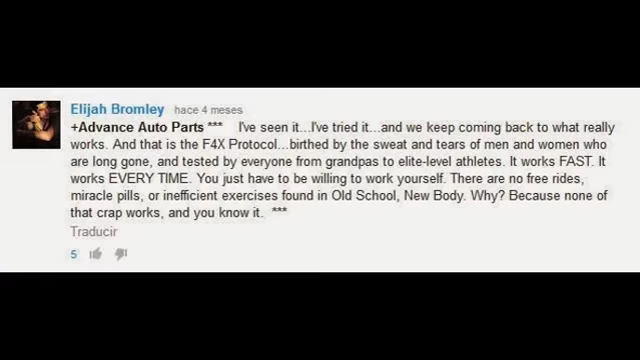 Elijah Bromley hace 4 meses
+Advance Auto Parts *** I've seen it...I've tried it...and we keep coming back to what really
works. And that is the F4X Protocol...birthed by the sweat and tears of men and women who
are long gone, and tested by everyone from grandpas to elite-level athletes. It works FAST. It
works EVERY TIME. You just have to be willing to work yourself. There are no free rides,
miracle pills, or inefficient exercises found in Old School, New Body. Why? Because none of
that crap works, and you know it. ***
Traducir
5